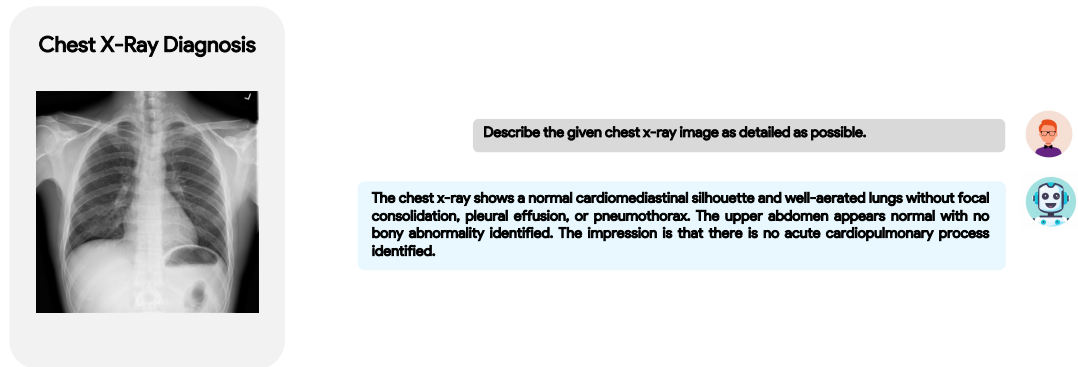 Chest X-Ray Diagnosis
Describe the given chest x-ray image as detailed as possible.
The chest x-ray shows a normal cardiomediastinal silhouette and well-aerated lungs without focal
consolidation, pleural effusion, or pneumothorax. The upper abdomen appears normal with no
bony abnormality identified. The impression is that there is no acute cardiopulmonary process
identified.